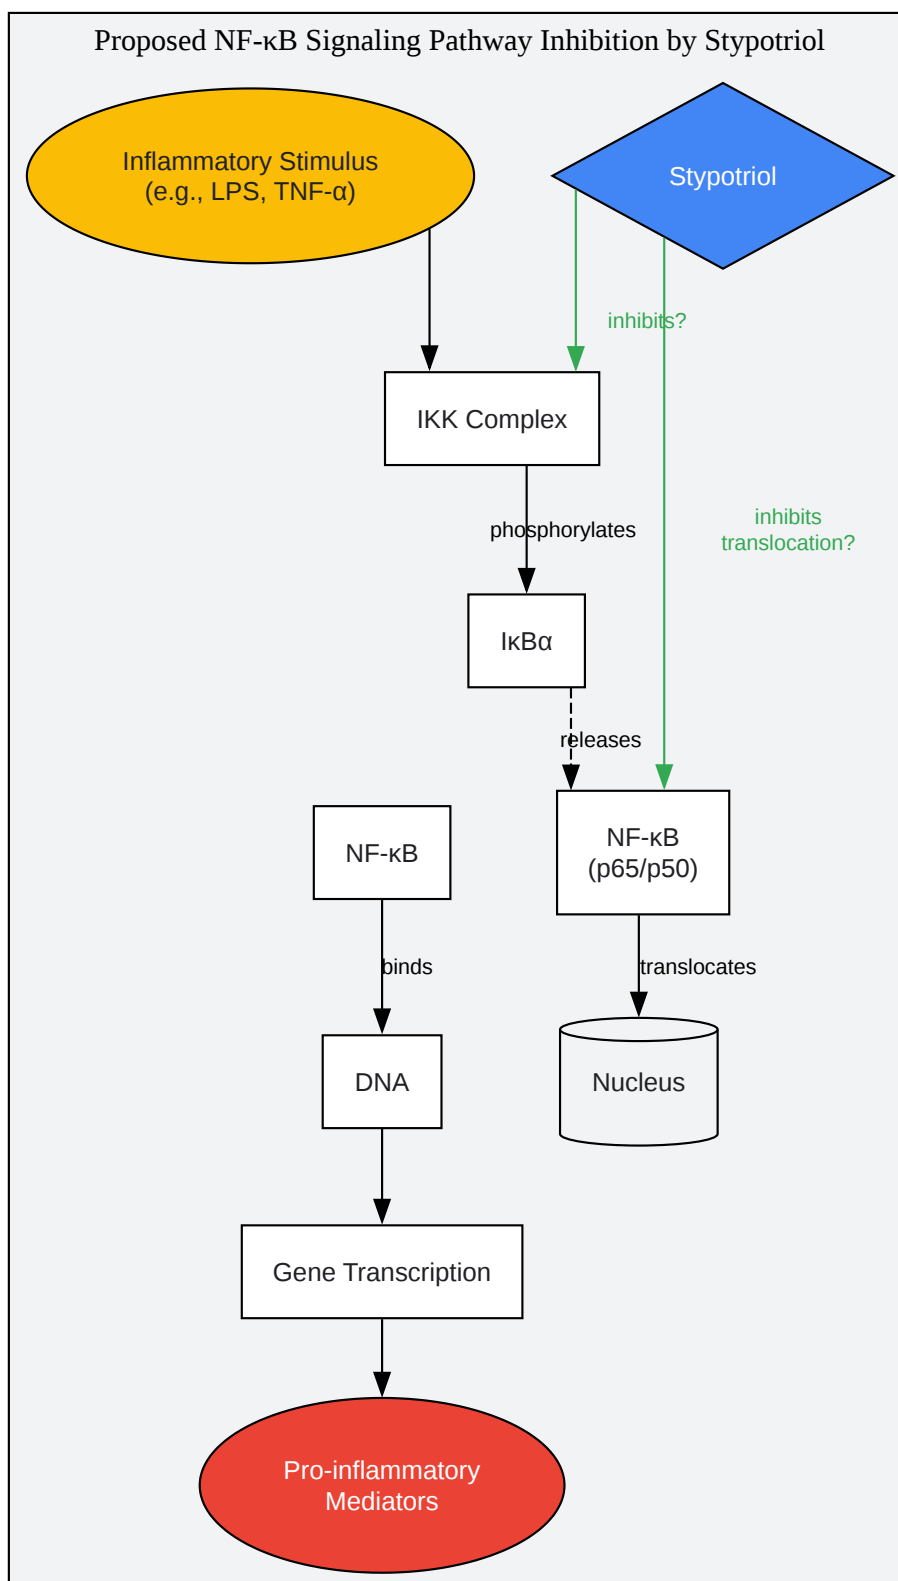 Proposed NF-κB Signaling Pathway Inhibition by Stypotriol
Inflammatory Stimulus
(e.g., LPS, TNF-α)
Stypotriol
inhibits?
IKK Complex
phosphorylates
inhibits
translocation?
IκBα
releases
NF-κB
NF-κB
(p65/p50)
binds
translocates
DNA
Nucleus
Gene Transcription
Pro-inflammatory
Mediators